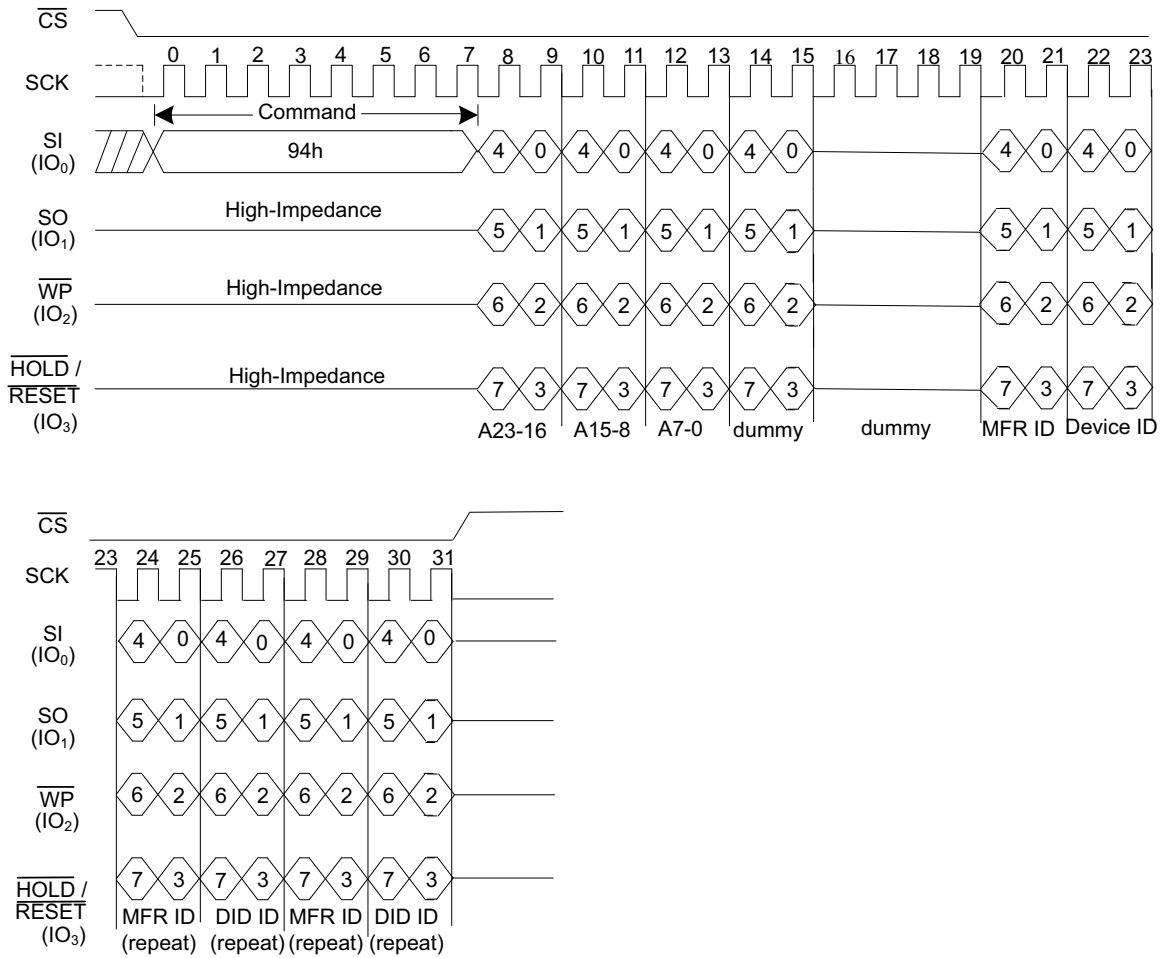 CS
0 1 2 3 4 5 6 7 8 9 10 11 12 13 14 15 16 17 18 19 20 21 22 23
SCK
Command
SI
(IO0)
94h
4 0 4 0 4 0 4 0 4 0 4 0
SO
(IO1)
High-Impedance
5 1 5 1 5 1 5 1 5 1 5 1
WP
(IO2)
High-Impedance
6 2 6 2 6 2 6 2 6 2 6 2
HOLD /
RESET
(IO3)
High-Impedance
7 3 7 3 7 3 7 3 7 3 7 3
A23-16 A15-8 A7-0 dummy dummy MFR ID Device ID
CS
23 24 25 26 27 28 29 30 31
SCK
SI
(IO0)
4 0 4 0 4 0 4 0
SO
(IO1)
5 1 5 1 5 1 5 1
WP
(IO2)
6 2 6 2 6 2 6 2
HOLD /
RESET
(IO3)
7 3 7 3 7 3 7 3
MFR ID DID ID MFR ID DID ID
(repeat) (repeat) (repeat) (repeat)